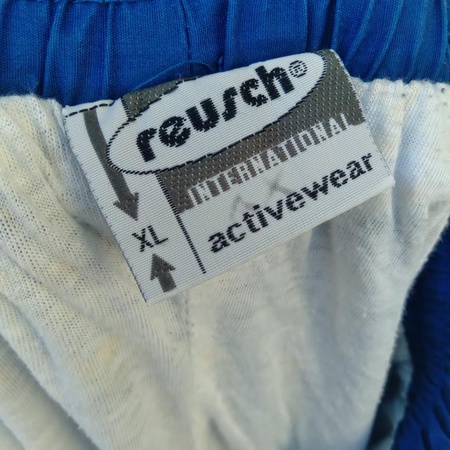 reusch®
INTERNATIONAL
activewear
XL